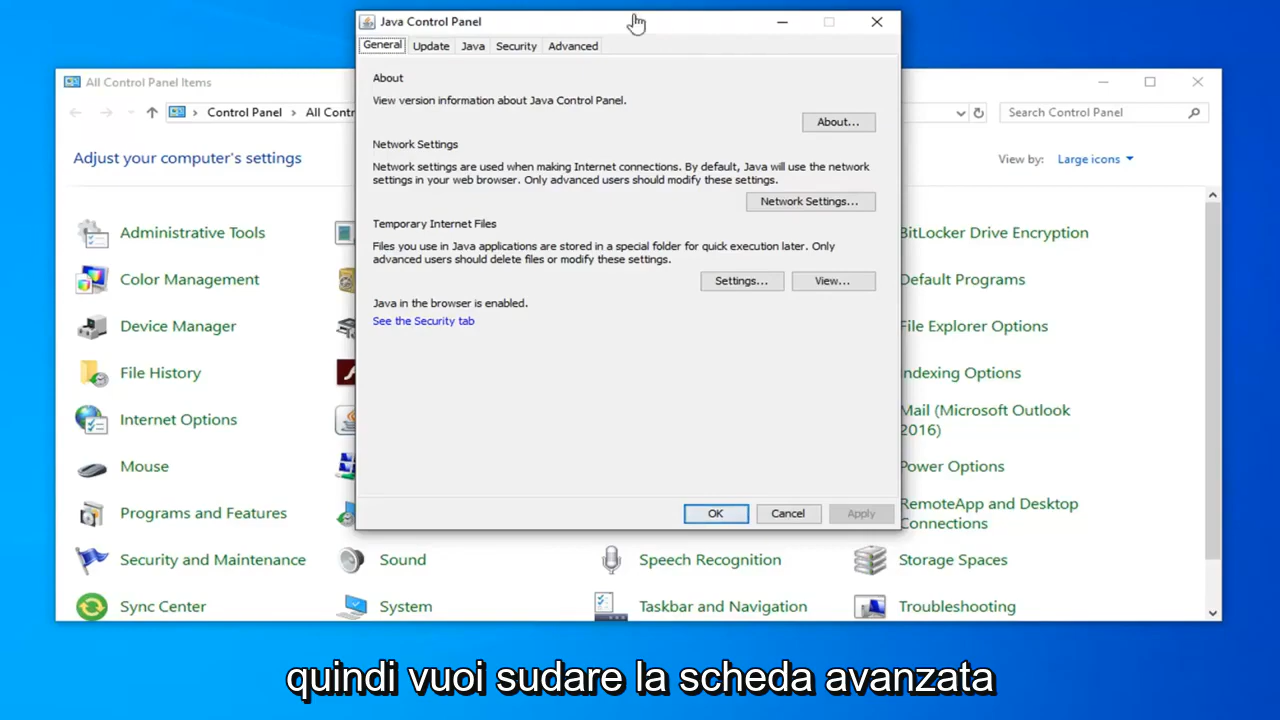 Java Control Panel
General Update Java Security Advanced
About
View version information about Java Control Panel.
About...
Network Settings
Network settings are used when making Internet connections. By default, Java will use the network
settings in your web browser. Only advanced users should modify these settings.
Network Settings...
Temporary Internet Files
Files you use in Java applications are stored in a special folder for quick execution later. Only
advanced users should delete files or modify these settings.
Settings... View...
Java in the browser is enabled.
See the Security tab
OK Cancel Apply
All Control Panel Items
Control Panel All Contr
Search Control Panel
Adjust your computer's settings
View by: Large icons
Administrative Tools
BitLocker Drive Encryption
Color Management
Default Programs
Device Manager
File Explorer Options
File History
Indexing Options
Internet Options
Mail (Microsoft Outlook
2016)
Mouse
Power Options
Programs and Features
RemoteApp and Desktop
Connections
Security and Maintenance
Sound
Speech Recognition
Storage Spaces
Sync Center
System
Taskbar and Navigation
Troubleshooting
quindi vuoi sudare la scheda avanzata